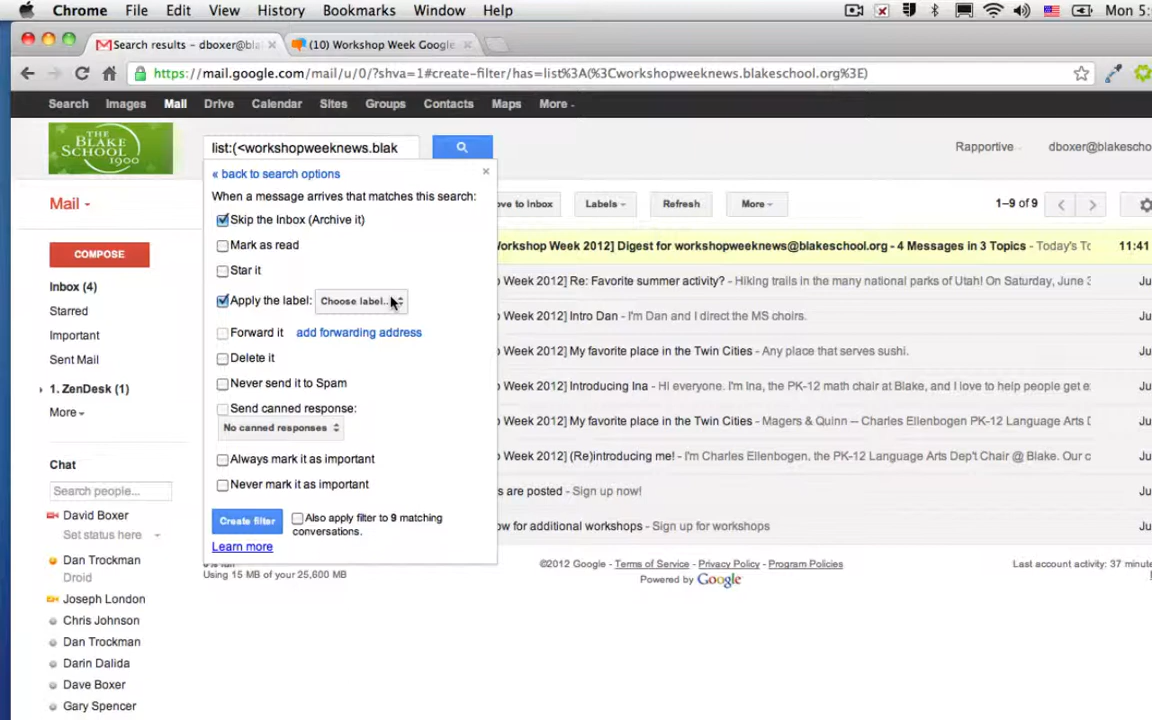 Chrome File Edit View History Bookmarks Window Help Mon 5:
Search results - dboxer@bla (10) Workshop Week Google
https://mail.google.com/mail/u/0/?shva=1#create-filter/has=list%3A(%3Cworkshopweeknews.blakeschool.org%3E)
Search Images Mail Drive Calendar Sites Groups Contacts Maps More
THE BLAKE SCHOOL 1900
list:(<workshopweeknews.blak
Rapportive dboxer@blakescho
« back to search options
Mail
When a message arrives that matches this search:
ove to Inbox Labels Refresh More 1–9 of 9
Skip the Inbox (Archive it)
COMPOSE
Mark as read
Workshop Week 2012] Digest for workshopweeknews@blakeschool.org - 4 Messages in 3 Topics - Today's To 11:41
Star it
Inbox (4)
Week 2012] Re: Favorite summer activity? - Hiking trails in the many national parks of Utah! On Saturday, June 3 Ju
Apply the label: Choose label...
Starred
Week 2012] Intro Dan - I'm Dan and I direct the MS choirs. Ju
Forward it add forwarding address
Important
Week 2012] My favorite place in the Twin Cities - Any place that serves sushi. Ju
Delete it
Sent Mail
Week 2012] Introducing Ina - Hi everyone. I'm Ina, the PK-12 math chair at Blake, and I love to help people get e Ju
Never send it to Spam
1. ZenDesk (1)
Send canned response:
More
Week 2012] My favorite place in the Twin Cities - Magers & Quinn -- Charles Ellenbogen PK-12 Language Arts D Ju
No canned responses
Week 2012] (Re)introducing me! - I'm Charles Ellenbogen, the PK-12 Language Arts Dep't Chair @ Blake. Our c Ju
Always mark it as important
Chat
Never mark it as important
Search people...
s are posted - Sign up now! Ju
David Boxer
Set status here
Create filter Also apply filter to 9 matching conversations.
ow for additional workshops - Sign up for workshops Ju
Learn more
Dan Trockman
Droid
©2012 Google - Terms of Service - Privacy Policy - Program Policies
Last account activity: 37 minute
Using 15 MB of your 25,600 MB
Powered by Google
Joseph London
Chris Johnson
Dan Trockman
Darin Dalida
Dave Boxer
Gary Spencer